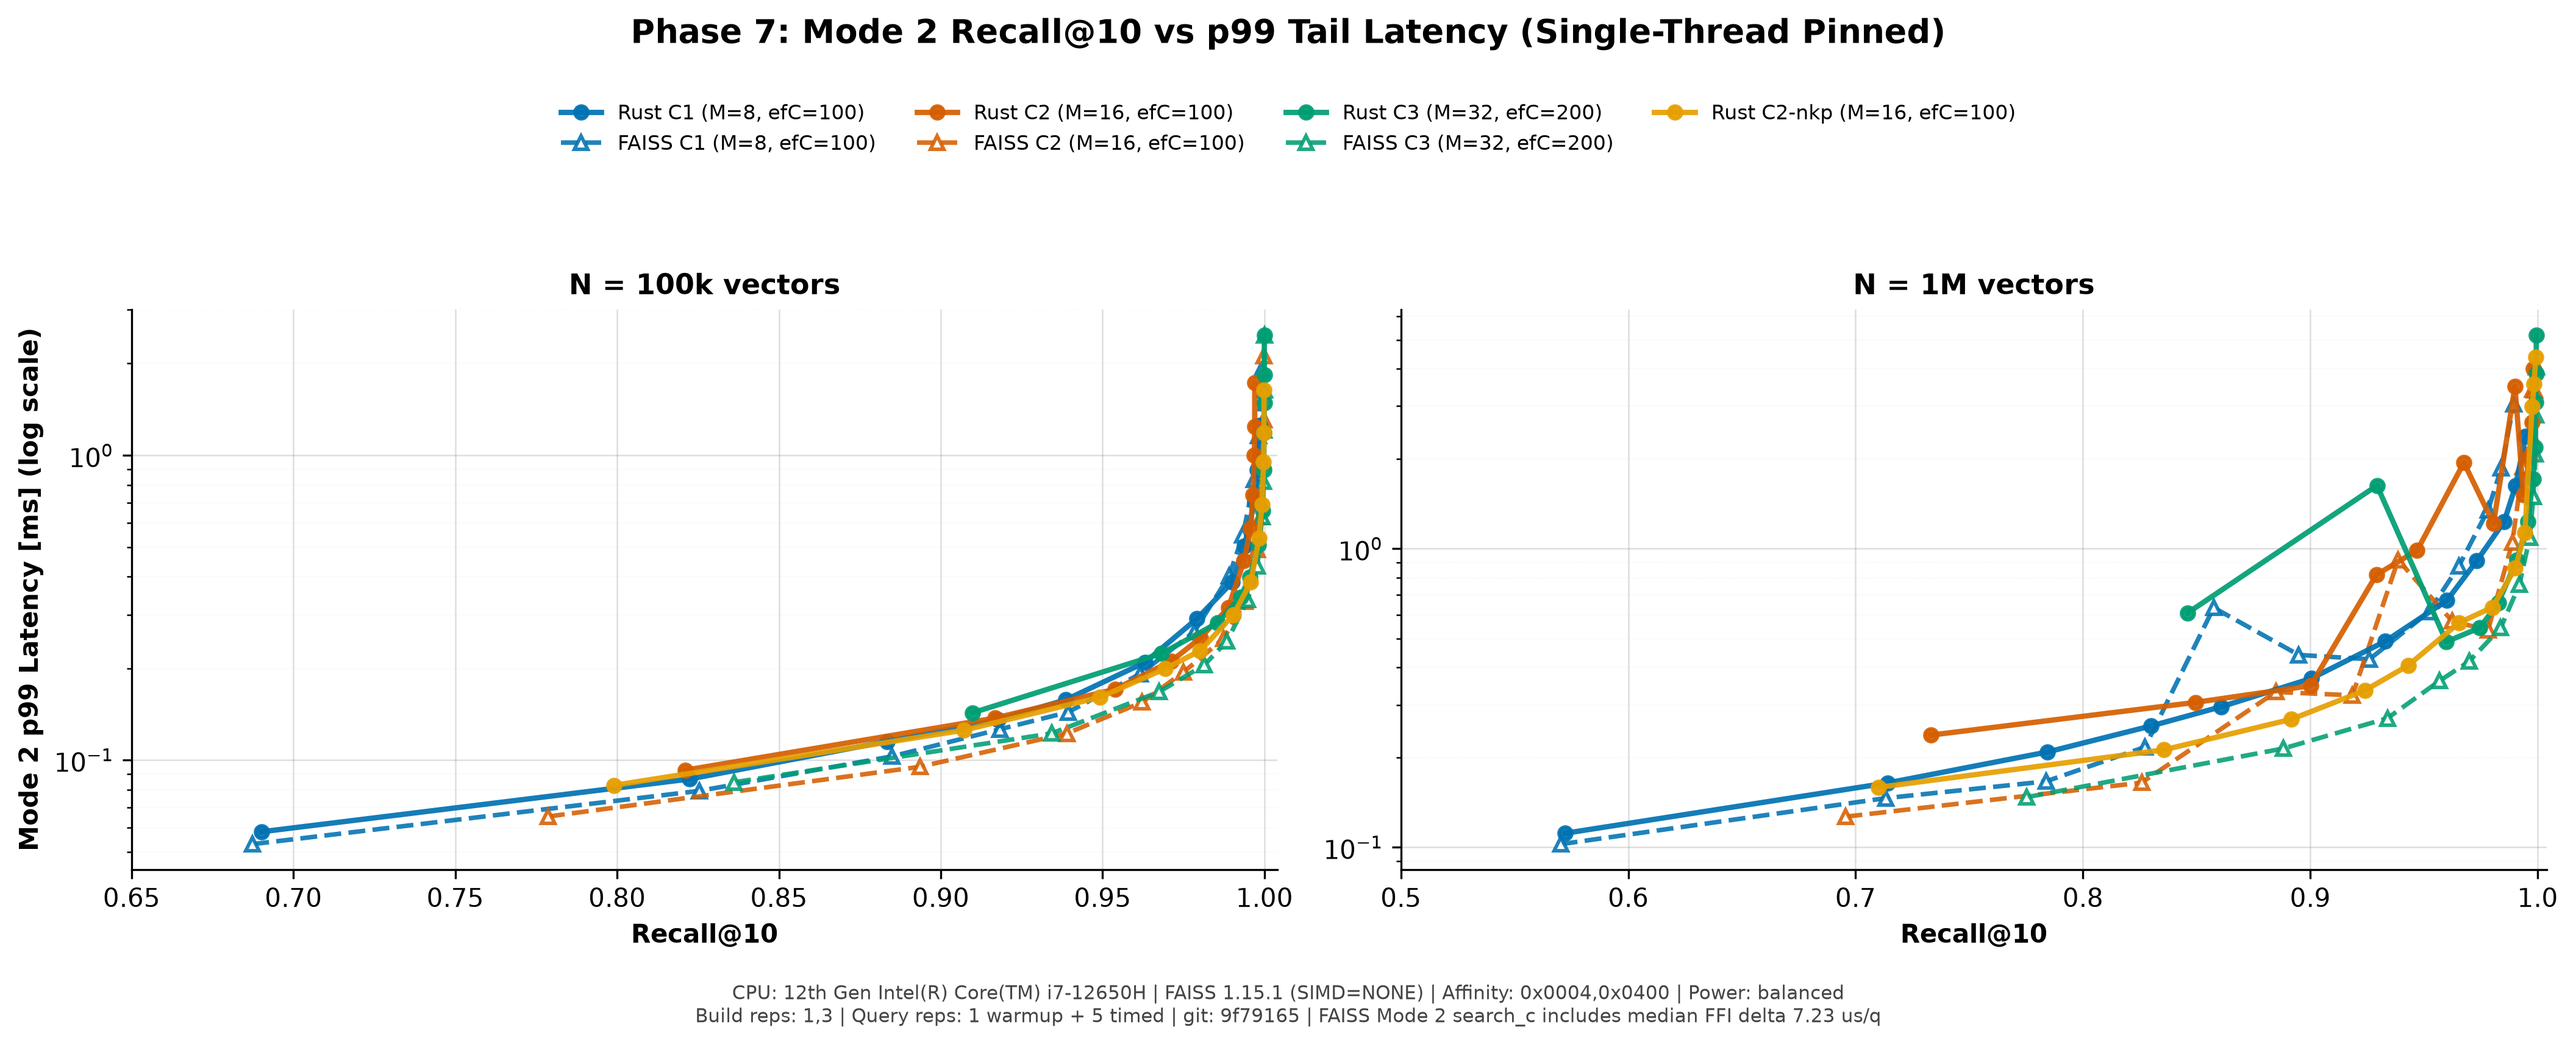 Phase 7: Mode 2 Recall@10 vs p99 Tail Latency (Single-Thread Pinned)
Rust C1 (M=8, efC=100)
FAISS C1 (M=8, efC=100)
Rust C2 (M=16, efC=100)
FAISS C2 (M=16, efC=100)
Rust C3 (M=32, efC=200)
FAISS C3 (M=32, efC=200)
Rust C2-nkp (M=16, efC=100)
N = 100k vectors
Mode 2 p99 Latency [ms] (log scale)
10⁰
10⁻¹
0.65 0.70 0.75 0.80 0.85 0.90 0.95 1.00
Recall@10
N = 1M vectors
10⁰
10⁻¹
0.5 0.6 0.7 0.8 0.9 1.0
Recall@10
CPU: 12th Gen Intel(R) Core(TM) i7-12650H | FAISS 1.15.1 (SIMD=NONE) | Affinity: 0x0004,0x0400 | Power: balanced
Build reps: 1,3 | Query reps: 1 warmup + 5 timed | git: 9f79165 | FAISS Mode 2 search_c includes median FFI delta 7.23 us/q